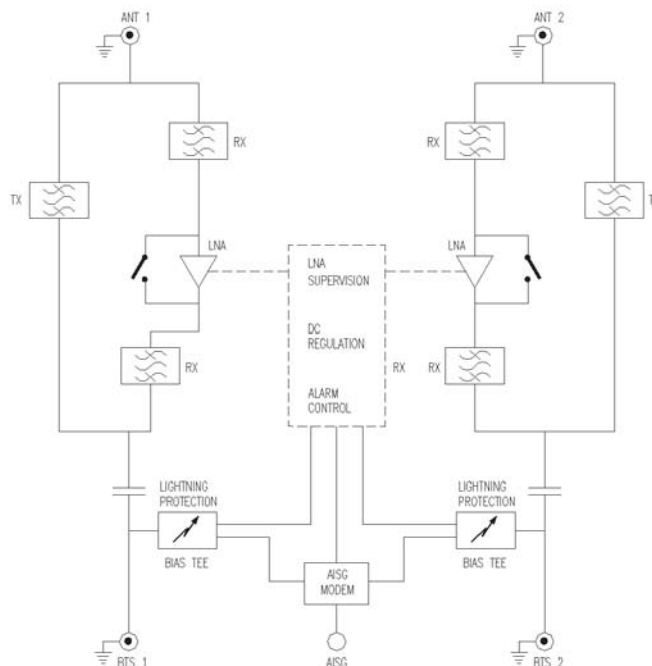 ANT 1
ANT 2
RX
RX
TX
T
LNA
LNA
LNA
SUPERVISION
DC
REGULATION
RX
RX
RX
ALARM
CONTROL
LIGHTNING
PROTECTION
LIGHTNING
PROTECTION
BIAS TEE
BIAS TEE
AISG
MODEM
BTS 1
AISG
BTS 2